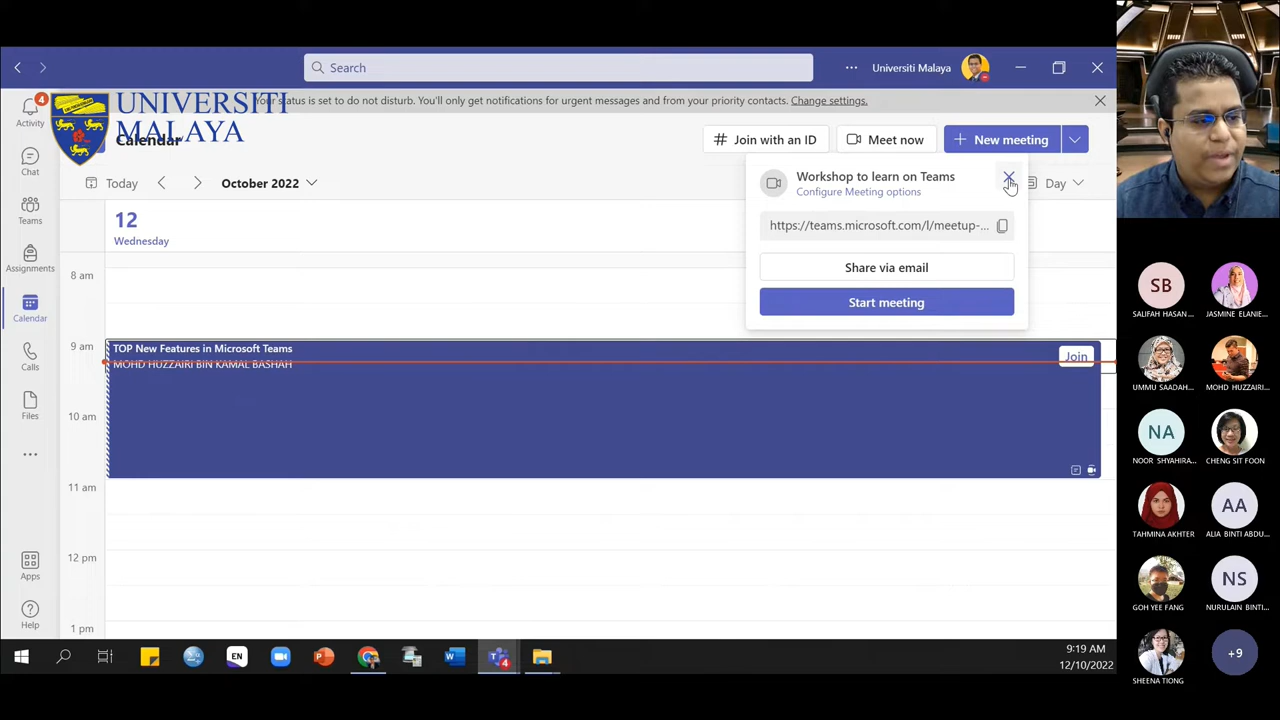 Search
Universiti Malaya
your status is set to do not disturb. You'll only get notifications for urgent messages and from your priority contacts. Change settings.
UNIVERSITI
MALAYA
Calendar
Join with an ID
Meet now
New meeting
Today
October 2022
Day
Workshop to learn on Teams
Configure Meeting options
https://teams.microsoft.com/l/meetup-...
Share via email
Start meeting
4
Activity
Chat
Teams
Assignments
Calendar
Calls
Files
Apps
Help
12
Wednesday
8 am
9 am
10 am
11 am
12 pm
1 pm
TOP New Features in Microsoft Teams
MOHD HUZZAIRI BIN KAMAL BASHAH
Join
SB
SALIFAH HASAN ...
JASMINE ELANIE...
UMMU SAADAH...
MOHD HUZZAIRI...
NA
NOOR SHYAHIRA...
CHENG SIT FOON
TAHMINA AKHTER
AA
ALIA BINTI ABDU...
GOH YEE FANG
NS
NURULAIN BINTI...
SHEENA TIONG
+9
EN
4
9:19 AM
12/10/2022